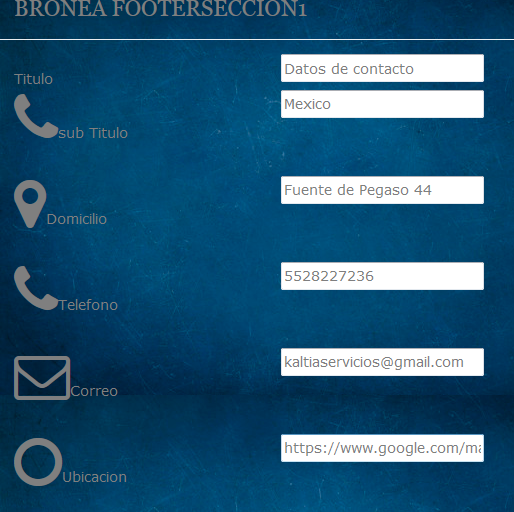 BRONEA FOOTERSECCION1
Titulo Datos de contacto
sub Titulo Mexico
Domicilio Fuente de Pegaso 44
Telefono 5528227236
Correo kaltiaservicios@gmail.com
Ubicacion https://www.google.com/ma